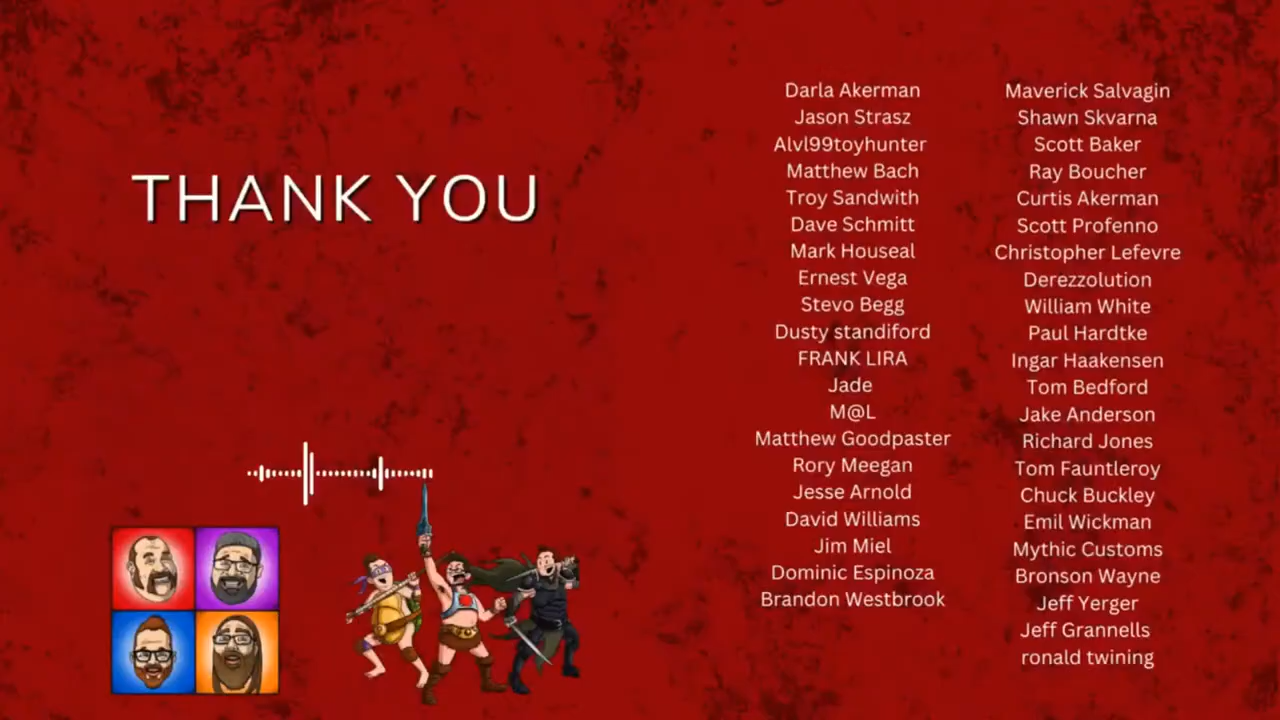 THANK YOU
Darla Akerman
Jason Strasz
Alvl99toyhunter
Matthew Bach
Troy Sandwith
Dave Schmitt
Mark Houseal
Ernest Vega
Stevo Begg
Dusty standiford
FRANK LIRA
Jade
M@L
Matthew Goodpaster
Rory Meegan
Jesse Arnold
David Williams
Jim Miel
Dominic Espinoza
Brandon Westbrook
Maverick Salvagin
Shawn Skvarna
Scott Baker
Ray Boucher
Curtis Akerman
Scott Profenno
Christopher Lefevre
Derezzolution
William White
Paul Hardtke
Ingar Haakensen
Tom Bedford
Jake Anderson
Richard Jones
Tom Fauntleroy
Chuck Buckley
Emil Wickman
Mythic Customs
Bronson Wayne
Jeff Yerger
Jeff Grannells
ronald twining